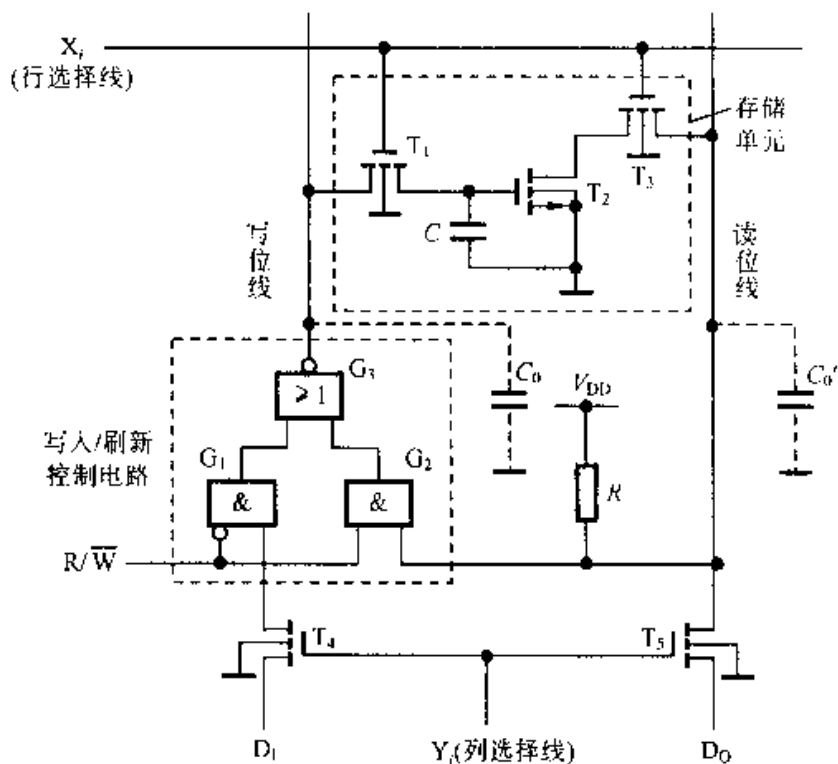 Xᵢ
(行选择线)
存储
单元
T₁
T₂
T₃
C
写位线
读位线
G₃
≥1
C₀
V_DD
C₀′
写入/刷新
控制电路
G₁
G₂
&
&
R
R/W̅
T₄
T₅
D_I
Yⱼ(列选择线)
D_O